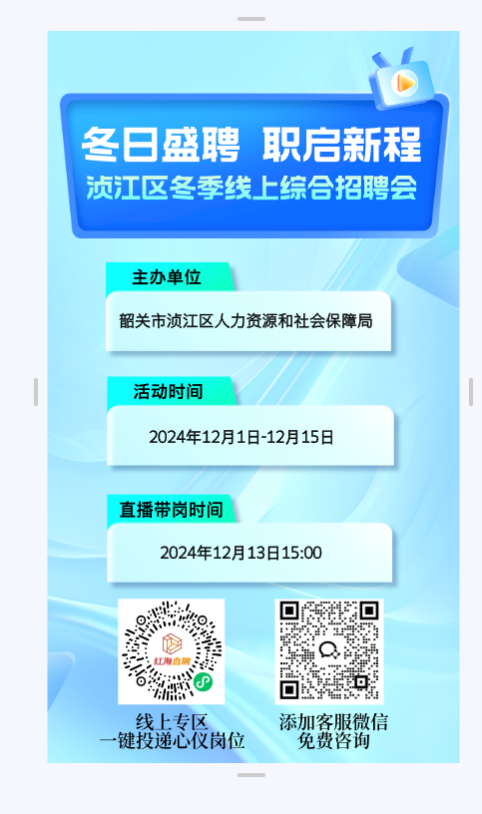 冬日盛聘 职启新程
浈江区冬季线上综合招聘会
主办单位
韶关市浈江区人力资源和社会保障局
活动时间
2024年12月1日-12月15日
直播带岗时间
2024年12月13日15:00
红海直聘
线上专区
一键投递心仪岗位
添加客服微信
免费咨询